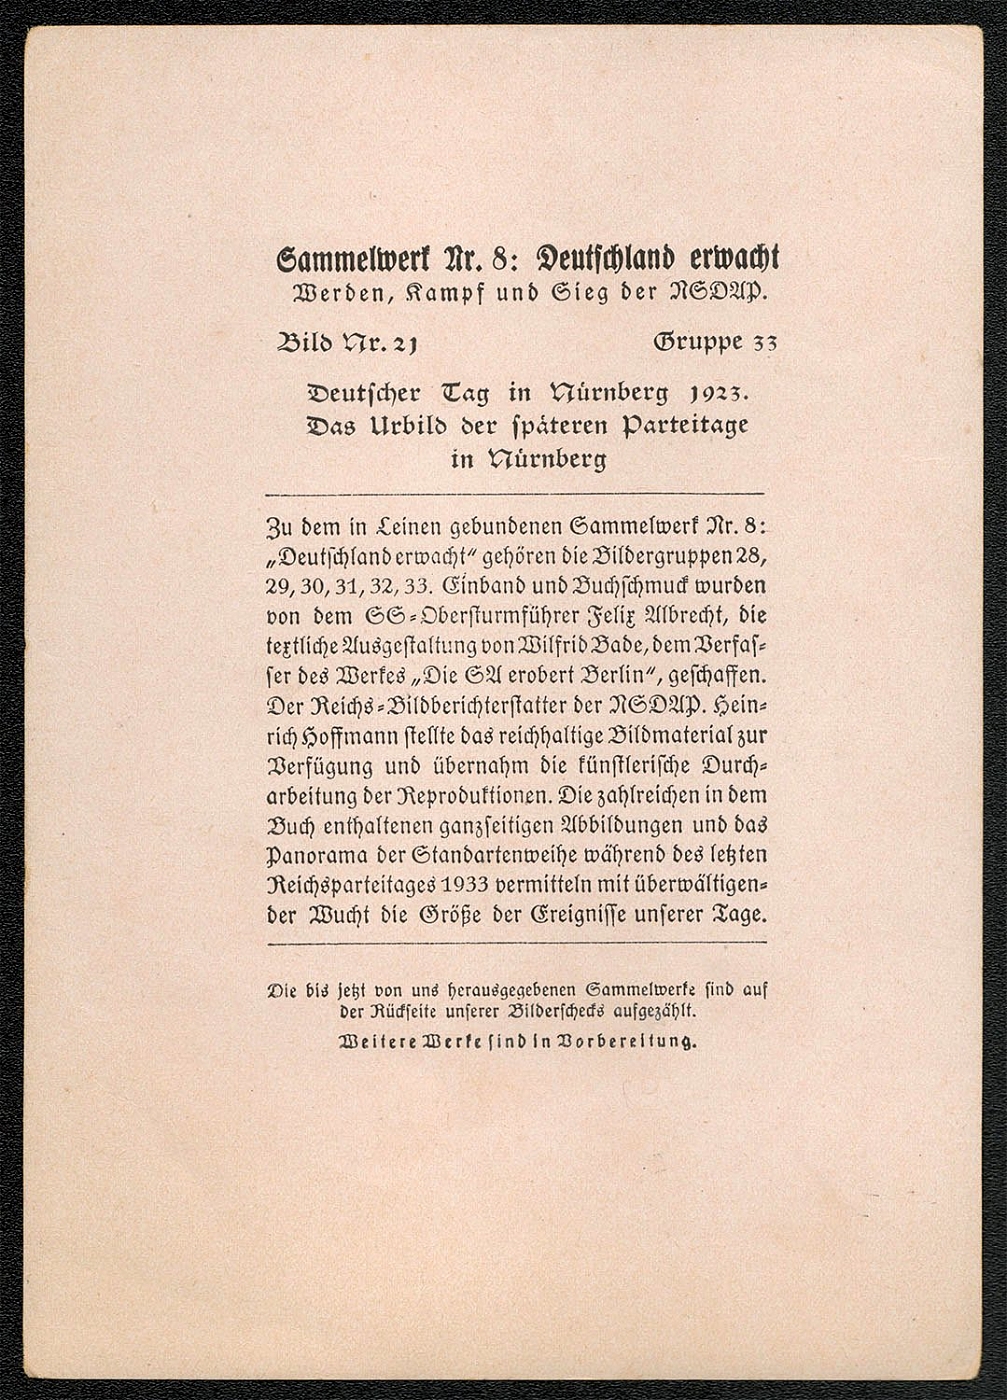 Sammelwerk Nr. 8: Deutschland erwacht
Werden, Kampf und Sieg der NSDAP.
Bild Nr. 21 Gruppe 33
Deutscher Tag in Nürnberg 1923.
Das Urbild der späteren Parteitage
in Nürnberg
Zu dem in Leinen gebundenen Sammelwerk Nr. 8:
„Deutschland erwacht“ gehören die Bildergruppen 28,
29, 30, 31, 32, 33. Einband und Buchschmuck wurden
von dem SS-Obersturmführer Felix Albrecht, die
textliche Ausgestaltung von Wilfrid Bade, dem Verfas-
ser des Werkes „Die SA erobert Berlin“, geschaffen.
Der Reichs-Bildberichterstatter der NSDAP. Hein-
rich Hoffmann stellte das reichhaltige Bildmaterial zur
Verfügung und übernahm die künstlerische Durch-
arbeitung der Reproduktionen. Die zahlreichen in dem
Buch enthaltenen ganzseitigen Abbildungen und das
Panorama der Standartenweihe während des letzten
Reichsparteitages 1933 vermitteln mit überwältigen-
der Wucht die Größe der Ereignisse unserer Tage.
Die bis jetzt von uns herausgegebenen Sammelwerke sind auf
der Rückseite unserer Bilderschecks aufgezählt.
Weitere Werke sind in Vorbereitung.